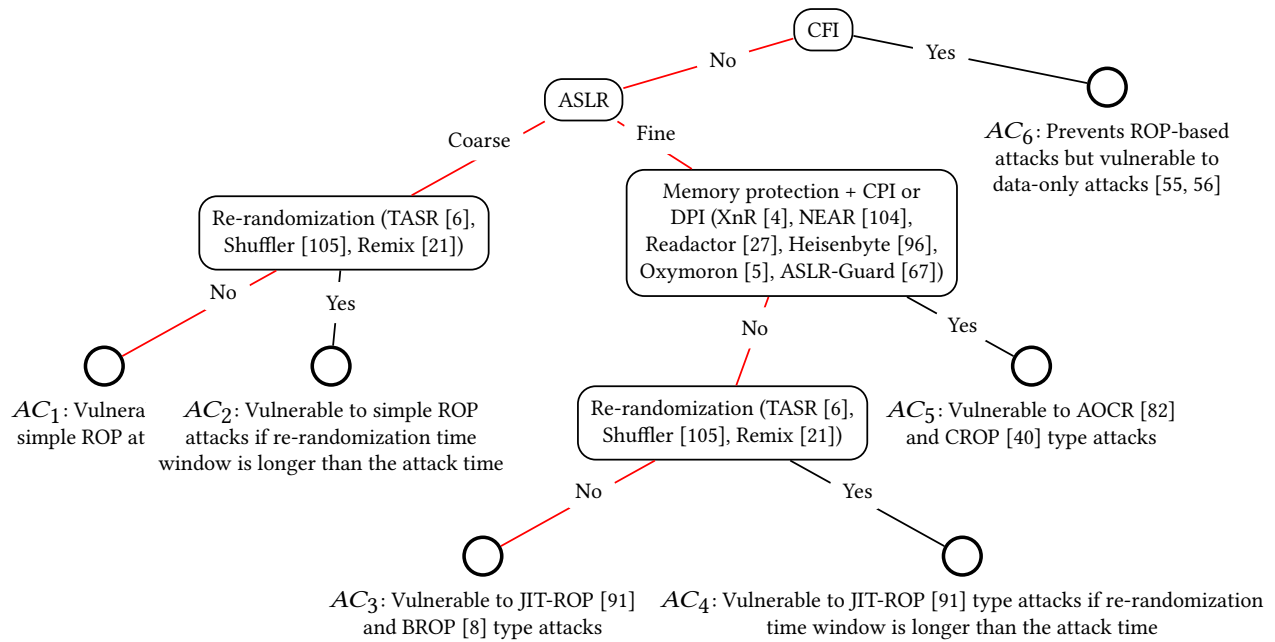 CFI
No
Yes
ASLR
Coarse
Fine
AC6: Prevents ROP-based
attacks but vulnerable to
data-only attacks [55, 56]
Re-randomization (TASR [6],
Shuffler [105], Remix [21])
Memory protection + CPI or
DPI (XnR [4], NEAR [104],
Readactor [27], Heisenbyte [96],
Oxymoron [5], ASLR-Guard [67])
No
Yes
No
Yes
AC1: Vulnera
simple ROP at
AC2: Vulnerable to simple ROP
attacks if re-randomization time
window is longer than the attack time
Re-randomization (TASR [6],
Shuffler [105], Remix [21])
AC5: Vulnerable to AOCR [82]
and CROP [40] type attacks
No
Yes
AC3: Vulnerable to JIT-ROP [91]
and BROP [8] type attacks
AC4: Vulnerable to JIT-ROP [91] type attacks if re-randomization
time window is longer than the attack time